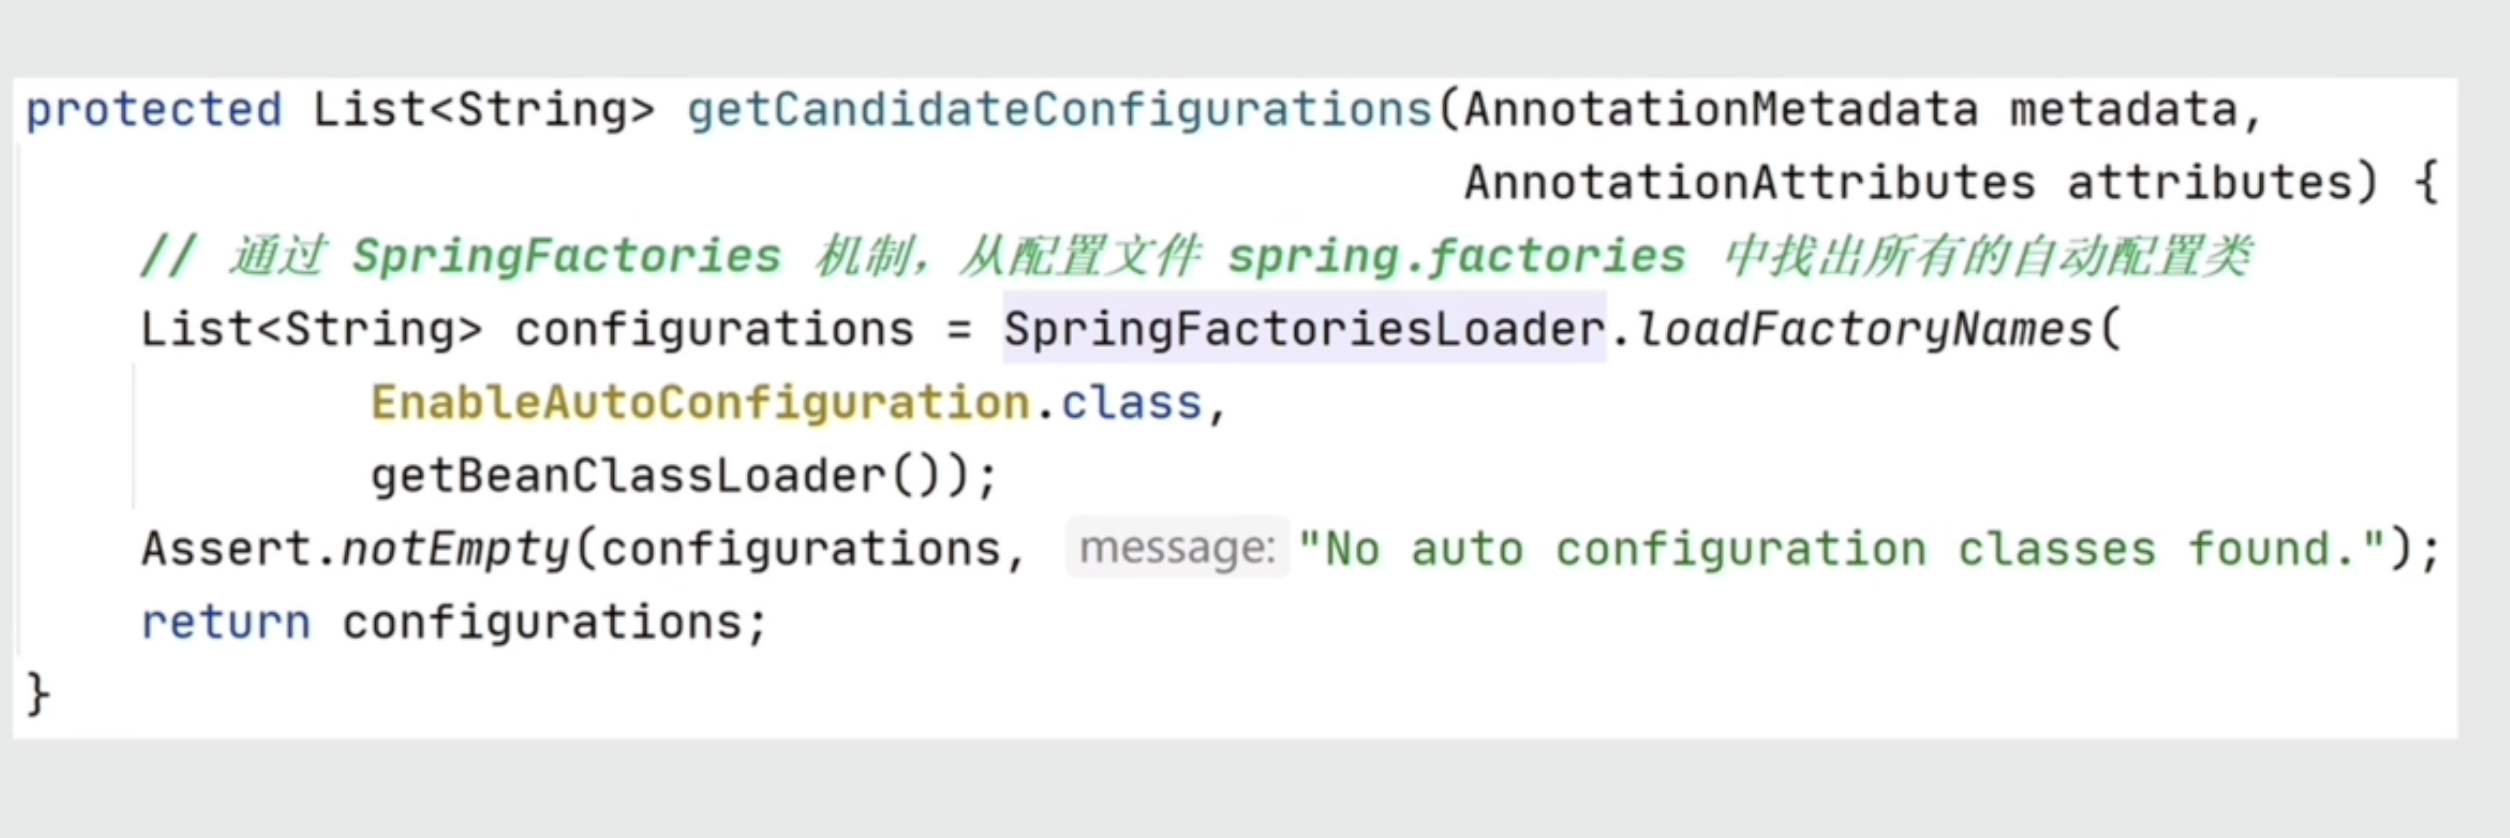 protected List<String> getCandidateConfigurations(AnnotationMetadata metadata,
AnnotationAttributes attributes) {
// 通过 SpringFactories 机制，从配置文件 spring.factories 中找出所有的自动配置类
List<String> configurations = SpringFactoriesLoader.loadFactoryNames(
EnableAutoConfiguration.class,
getBeanClassLoader());
Assert.notEmpty(configurations, message: "No auto configuration classes found.");
return configurations;
}